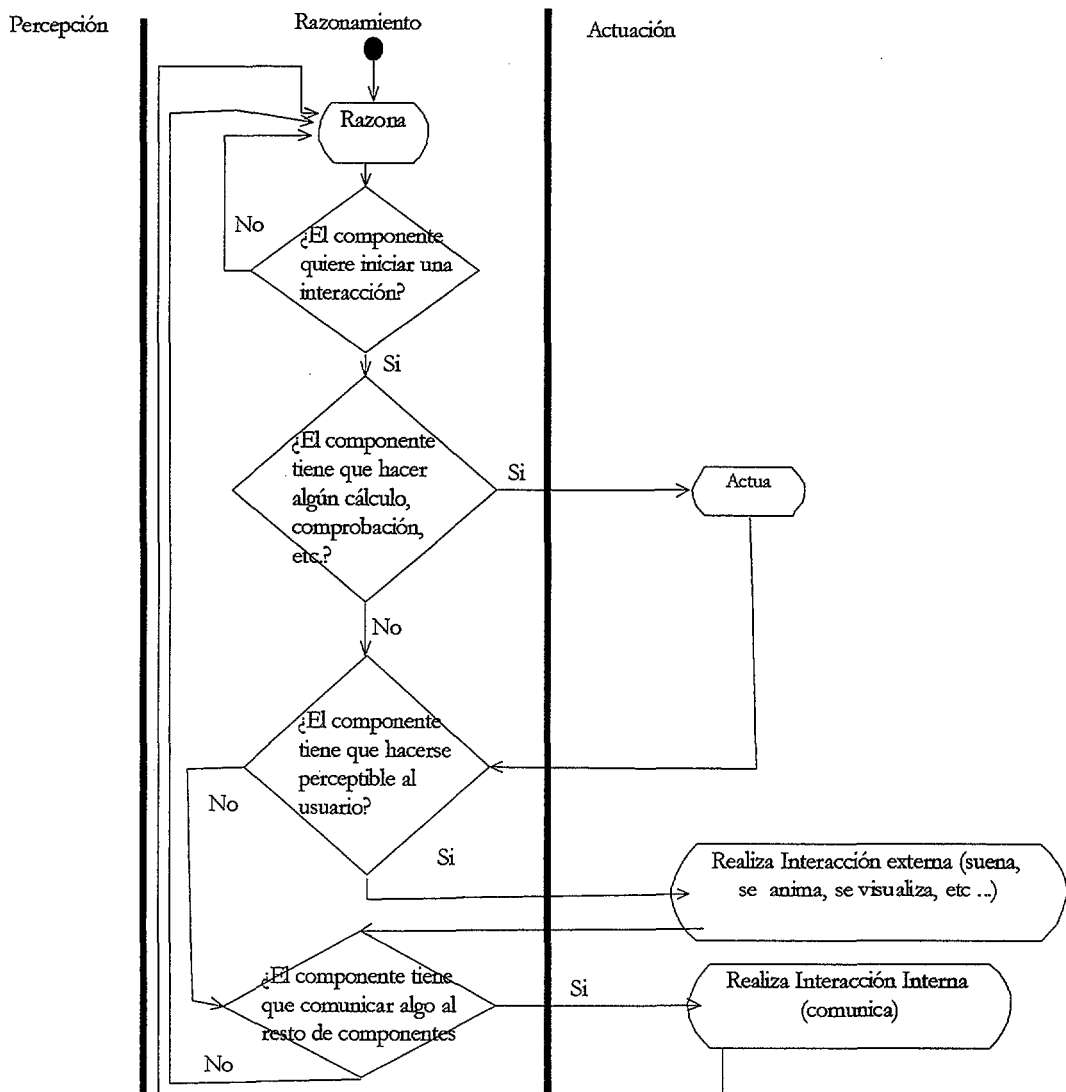 Percepción
Razonamiento
Actuación
Razona
No
¿El componente
quiere iniciar una
interacción?
Si
¿El componente
tiene que hacer
algún cálculo,
comprobación,
etc.?
Si
Actua
No
¿El componente
tiene que hacerse
perceptible al
usuario?
No
Si
Realiza Interacción externa (suena,
se anima, se visualiza, etc ...)
¿El componente tiene
que comunicar algo al
resto de componentes
Si
Realiza Interacción Interna
(comunica)
No